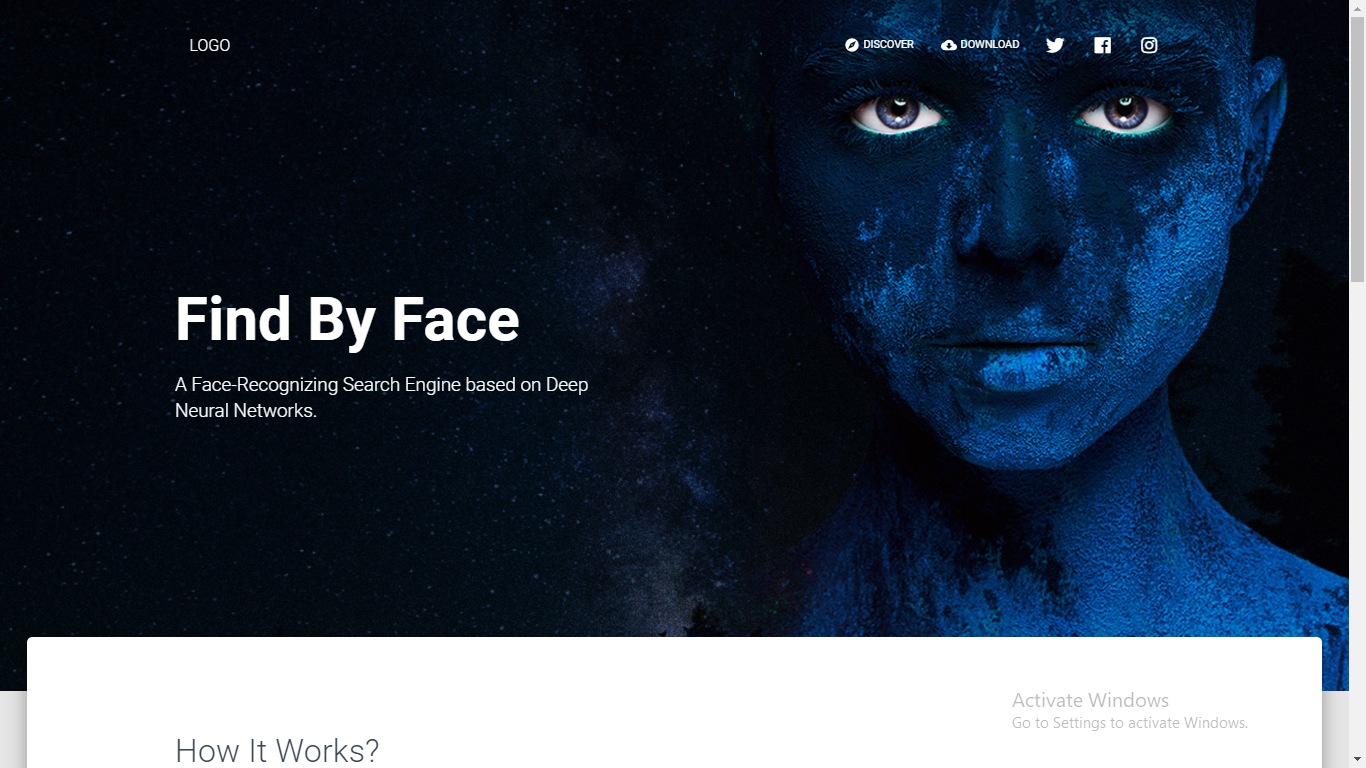 LOGO
DISCOVER
DOWNLOAD
Find By Face
A Face-Recognizing Search Engine based on Deep
Neural Networks.
Activate Windows
Go to Settings to activate Windows.
How It Works?